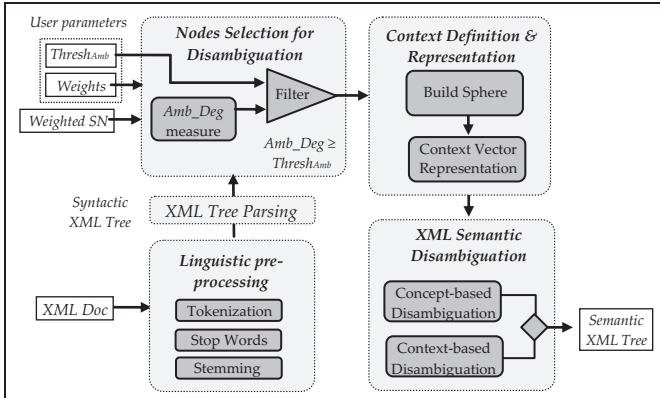 User parameters
ThreshAmb
Weights
Weighted SN
Nodes Selection for
Disambiguation
Amb_Deg
measure
Filter
Amb_Deg ≥
ThreshAmb
Context Definition &
Representation
Build Sphere
Context Vector
Representation
Syntactic
XML Tree
XML Tree Parsing
Linguistic pre-
processing
XML Doc
Tokenization
Stop Words
Stemming
XML Semantic
Disambiguation
Concept-based
Disambiguation
Context-based
Disambiguation
Semantic
XML Tree